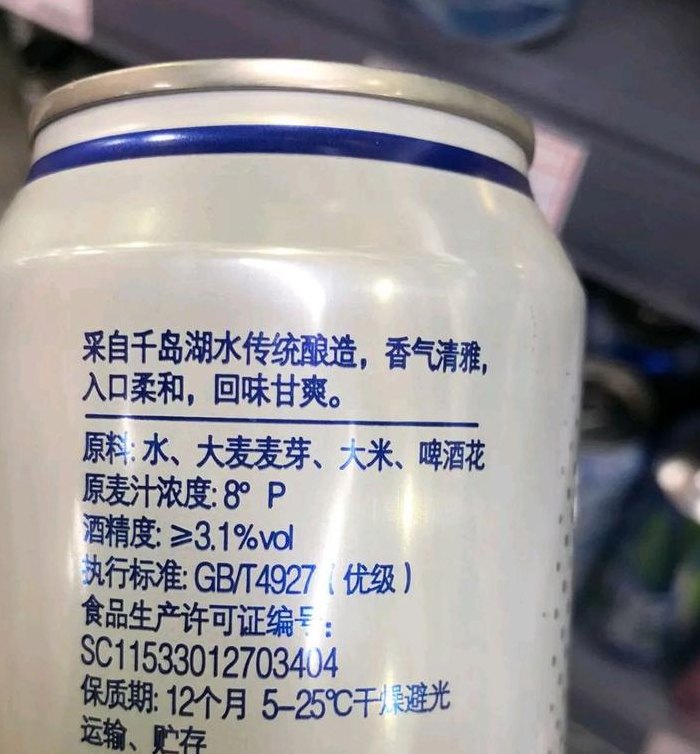 采自千岛湖水传统酿造，香气清雅，
入口柔和，回味甘爽。
原料:水、大麦麦芽、大米、啤酒花
原麦汁浓度:8° P
酒精度:≥3.1%vol
执行标准:GB/T4927（优级）
食品生产许可证编号:
SC11533012703404
保质期:12个月 5-25℃干燥避光
运输、贮存